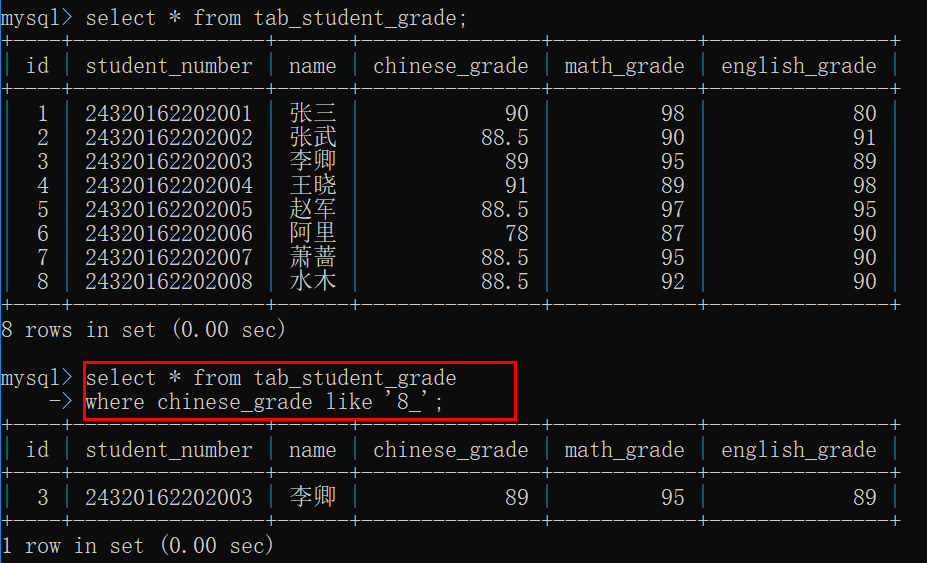 mysql> select * from tab_student_grade;
+----+----------------+------+---------------+------------+---------------+
| id | student_number | name | chinese_grade | math_grade | english_grade |
+----+----------------+------+---------------+------------+---------------+
| 1 | 24320162202001 | 张三 | 90 | 98 | 80 |
| 2 | 24320162202002 | 张武 | 88.5 | 90 | 91 |
| 3 | 24320162202003 | 李卿 | 89 | 95 | 89 |
| 4 | 24320162202004 | 王晓 | 91 | 89 | 98 |
| 5 | 24320162202005 | 赵军 | 88.5 | 97 | 95 |
| 6 | 24320162202006 | 阿里 | 78 | 87 | 90 |
| 7 | 24320162202007 | 萧蔷 | 88.5 | 95 | 90 |
| 8 | 24320162202008 | 水木 | 88.5 | 92 | 90 |
+----+----------------+------+---------------+------------+---------------+
8 rows in set (0.00 sec)
mysql> select * from tab_student_grade
-> where chinese_grade like '8_';
+----+----------------+------+---------------+------------+---------------+
| id | student_number | name | chinese_grade | math_grade | english_grade |
+----+----------------+------+---------------+------------+---------------+
| 3 | 24320162202003 | 李卿 | 89 | 95 | 89 |
+----+----------------+------+---------------+------------+---------------+
1 row in set (0.00 sec)